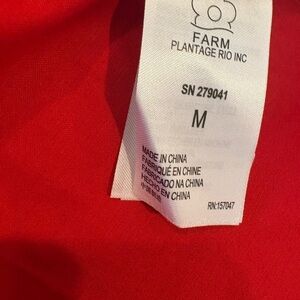 FARM
PLANTAGE RIO INC
SN 279041
M
MADE IN CHINA
FABRIQUÉ EN CHINE
FABRICADO NA CHINA
HECHO EN CHINA
RN:157047